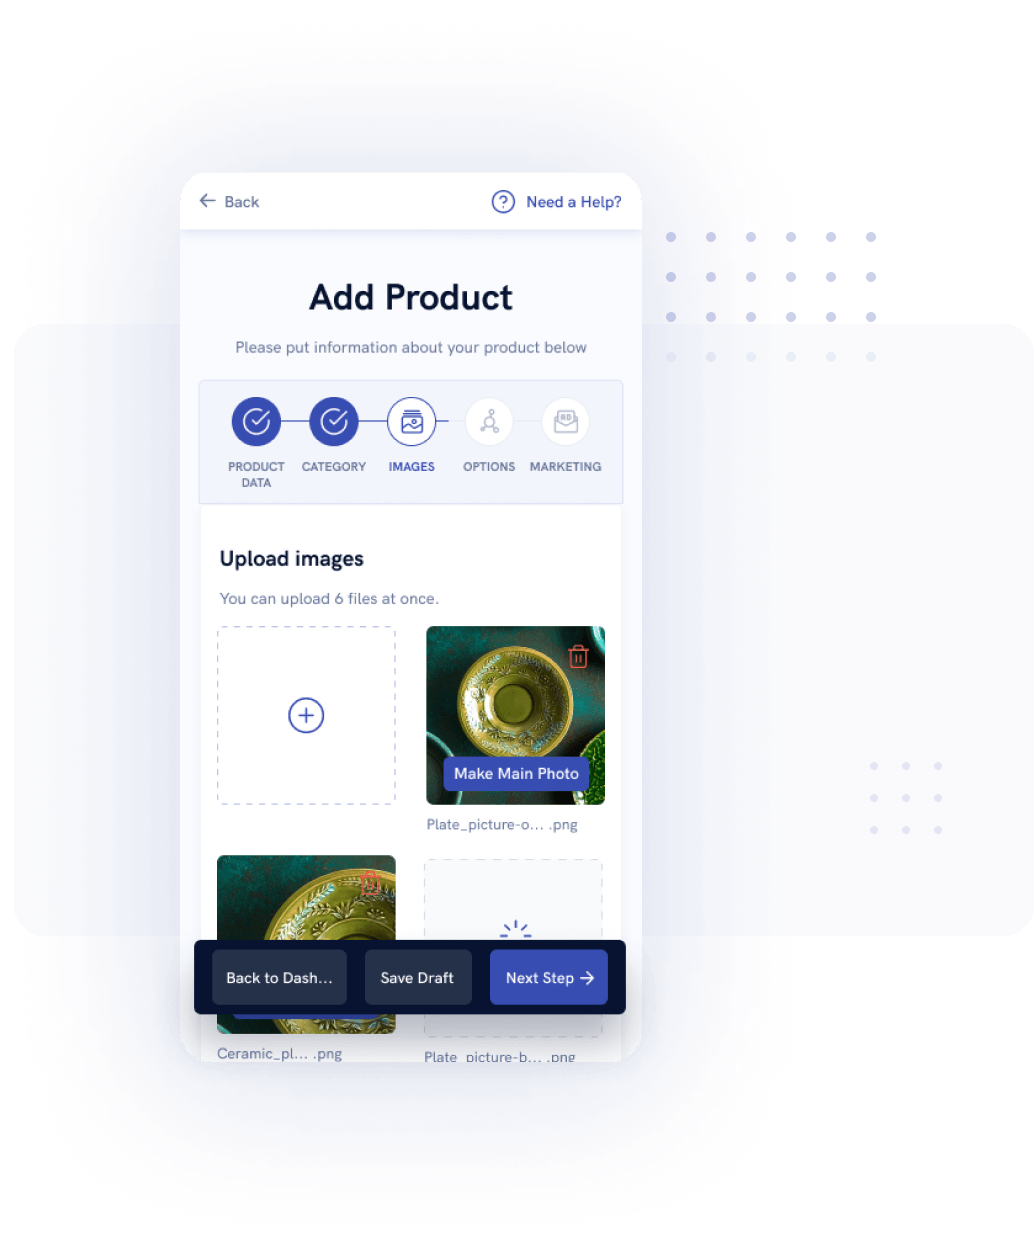 Back
Need a Help?
Add Product
Please put information about your product below
PRODUCT
DATA
CATEGORY
IMAGES
OPTIONS
AD
MARKETING
Upload images
You can upload 6 files at once.
Make Main Photo
Plate_picture-o... .png
Back to Dash...
Save Draft
Next Step
Ceramic_pl... .png
Plate_picture-b... .png